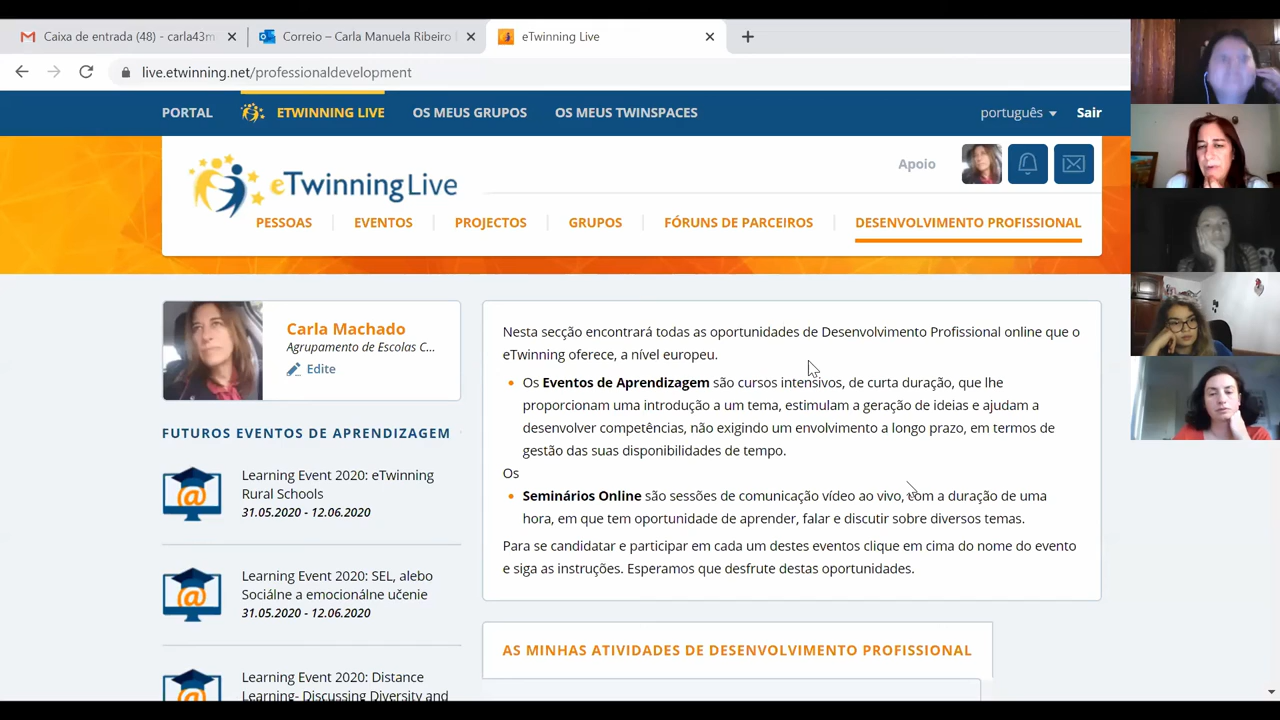 Caixa de entrada (48) - carla43m
Correio – Carla Manuela Ribeiro
eTwinning Live
live.etwinning.net/professionaldevelopment
PORTAL
ETWINNING LIVE
OS MEUS GRUPOS
OS MEUS TWINSPACES
português
Sair
eTwinningLive
Apoio
PESSOAS
EVENTOS
PROJECTOS
GRUPOS
FÓRUNS DE PARCEIROS
DESENVOLVIMENTO PROFISSIONAL
Carla Machado
Agrupamento de Escolas C...
Edite
FUTUROS EVENTOS DE APRENDIZAGEM
Learning Event 2020: eTwinning
Rural Schools
31.05.2020 - 12.06.2020
Learning Event 2020: SEL, alebo
Sociálne a emocionálne učenie
31.05.2020 - 12.06.2020
Learning Event 2020: Distance
Learning- Discussing Diversity and
Nesta secção encontrará todas as oportunidades de Desenvolvimento Profissional online que o
eTwinning oferece, a nível europeu.
• Os Eventos de Aprendizagem são cursos intensivos, de curta duração, que lhe
proporcionam uma introdução a um tema, estimulam a geração de ideias e ajudam a
desenvolver competências, não exigindo um envolvimento a longo prazo, em termos de
gestão das suas disponibilidades de tempo.
Os
• Seminários Online são sessões de comunicação vídeo ao vivo, com a duração de uma
hora, em que tem oportunidade de aprender, falar e discutir sobre diversos temas.
Para se candidatar e participar em cada um destes eventos clique em cima do nome do evento
e siga as instruções. Esperamos que desfrute destas oportunidades.
AS MINHAS ATIVIDADES DE DESENVOLVIMENTO PROFISSIONAL